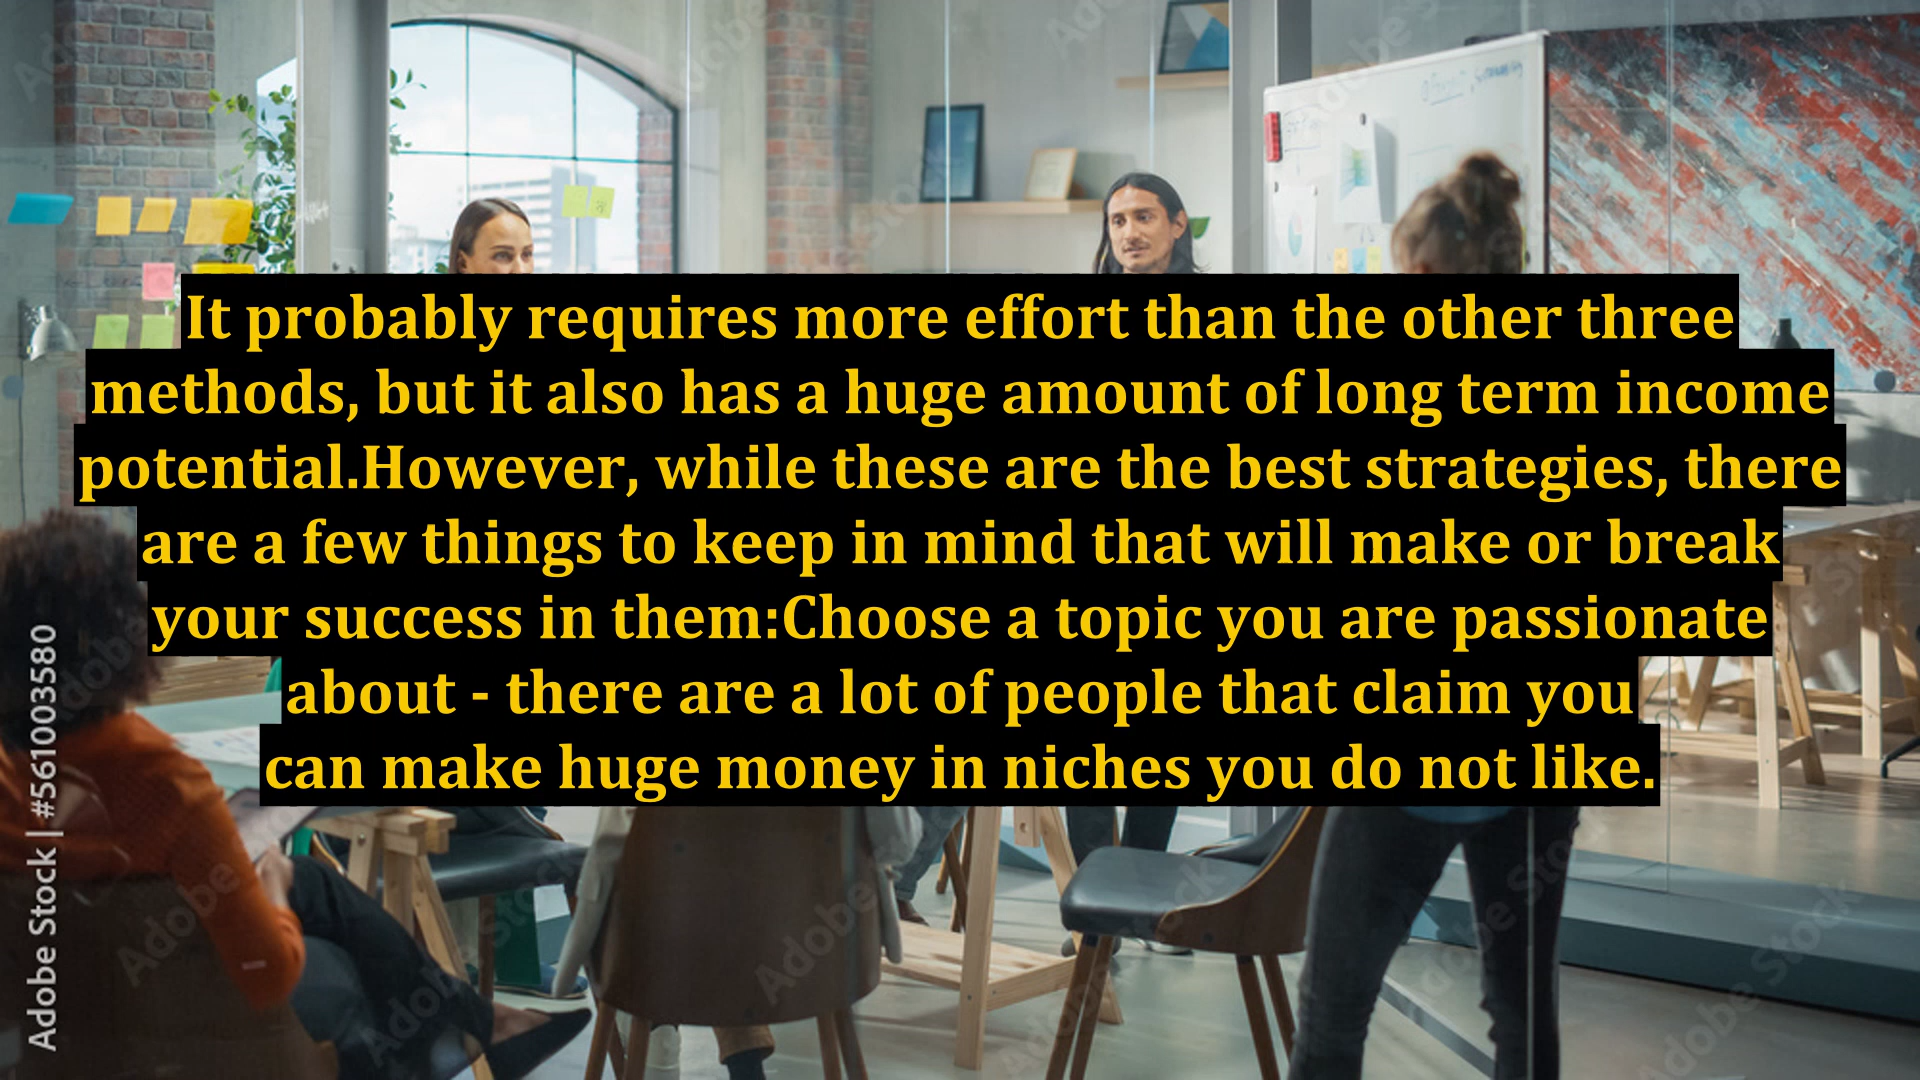 It probably requires more effort than the other three
methods, but it also has a huge amount of long term income
potential.However, while these are the best strategies, there
are a few things to keep in mind that will make or break
your success in them:Choose a topic you are passionate
about - there are a lot of people that claim you
can make huge money in niches you do not like.
Adobe Stock | #561003580